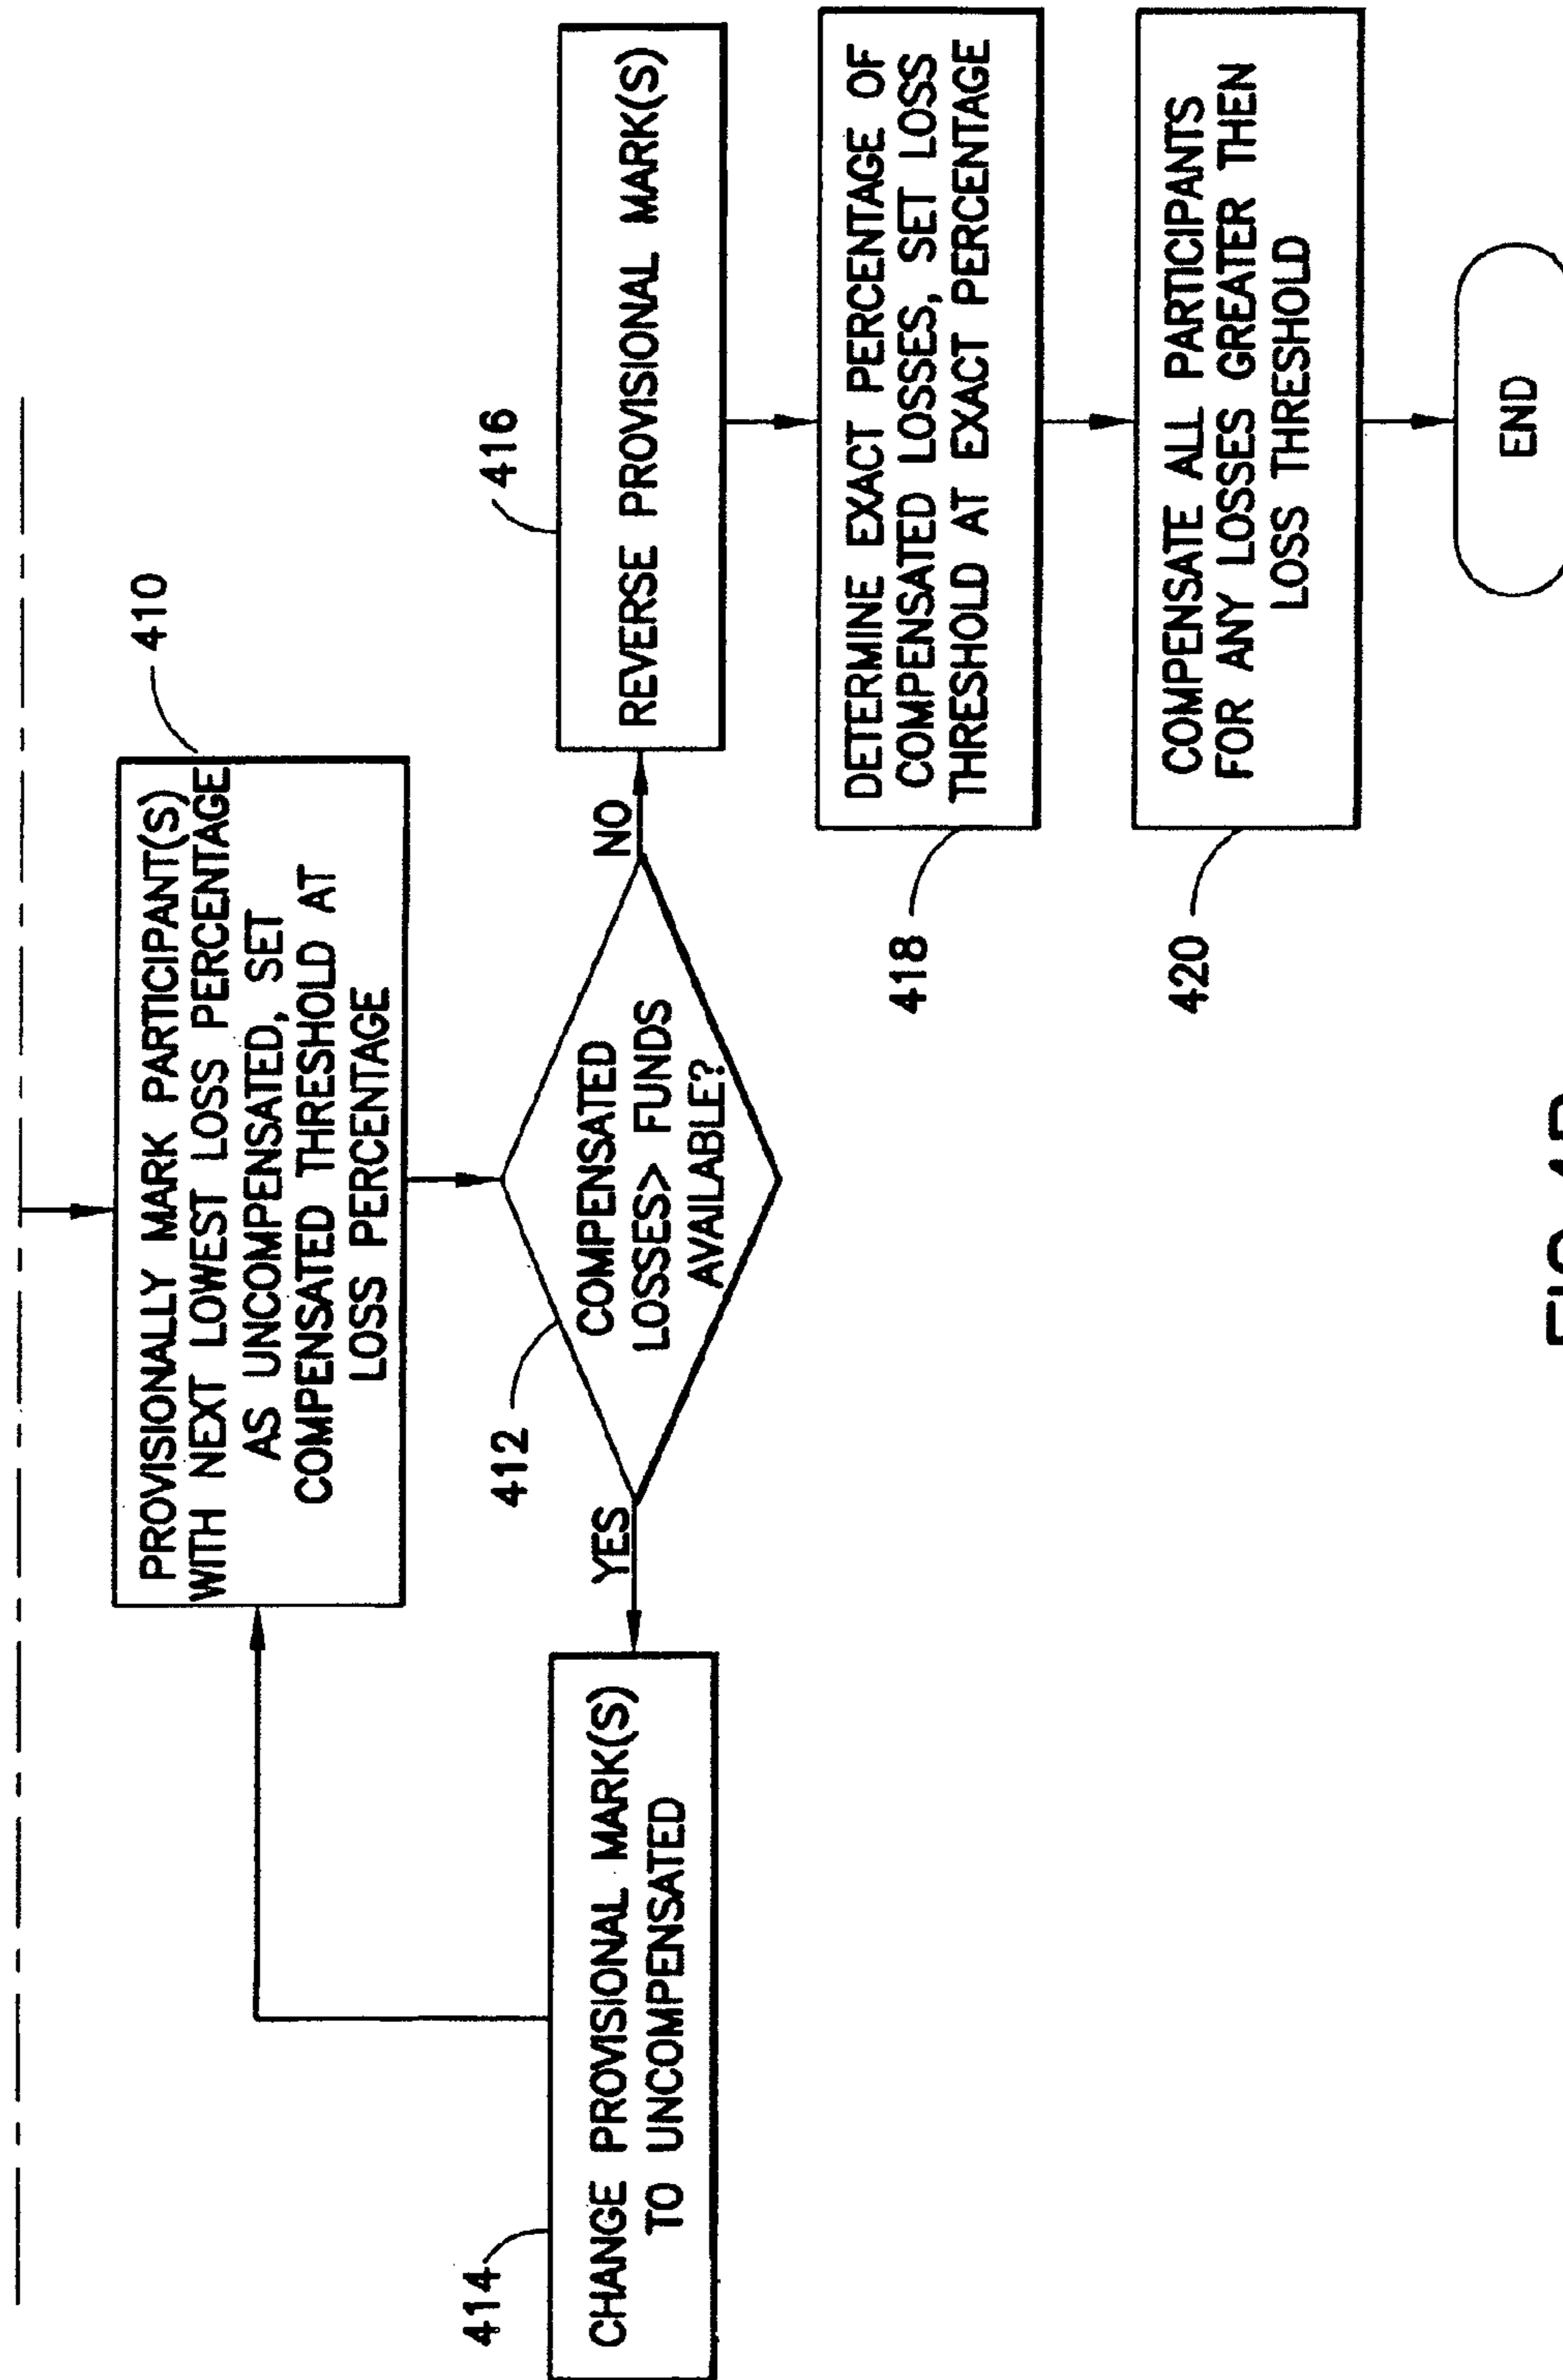 410
PROVISIONALLY MARK PARTICIPANT(S)
WITH NEXT LOWEST LOSS PERCENTAGE
AS UNCOMPENSATED, SET
COMPENSATED THRESHOLD AT
LOSS PERCENTAGE
412
COMPENSATED
LOSSES> FUNDS
AVAILABLE?
YES
NO
414
CHANGE PROVISIONAL MARK(S)
TO UNCOMPENSATED
416
REVERSE PROVISIONAL MARK(S)
418
DETERMINE EXACT PERCENTAGE OF
COMPENSATED LOSSES, SET LOSS
THRESHOLD AT EXACT PERCENTAGE
420
COMPENSATE ALL PARTICIPANTS
FOR ANY LOSSES GREATER THEN
LOSS THRESHOLD
END